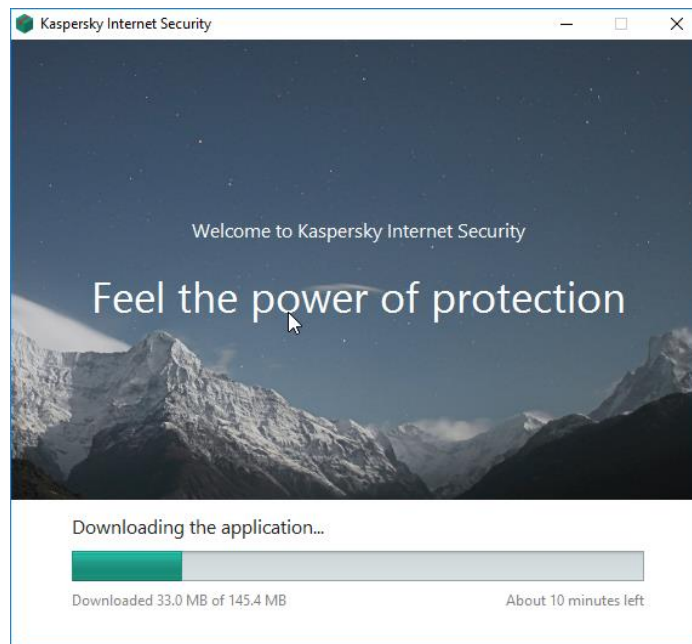 Kaspersky Internet Security
Welcome to Kaspersky Internet Security
Feel the power of protection
Downloading the application...
Downloaded 33.0 MB of 145.4 MB
About 10 minutes left